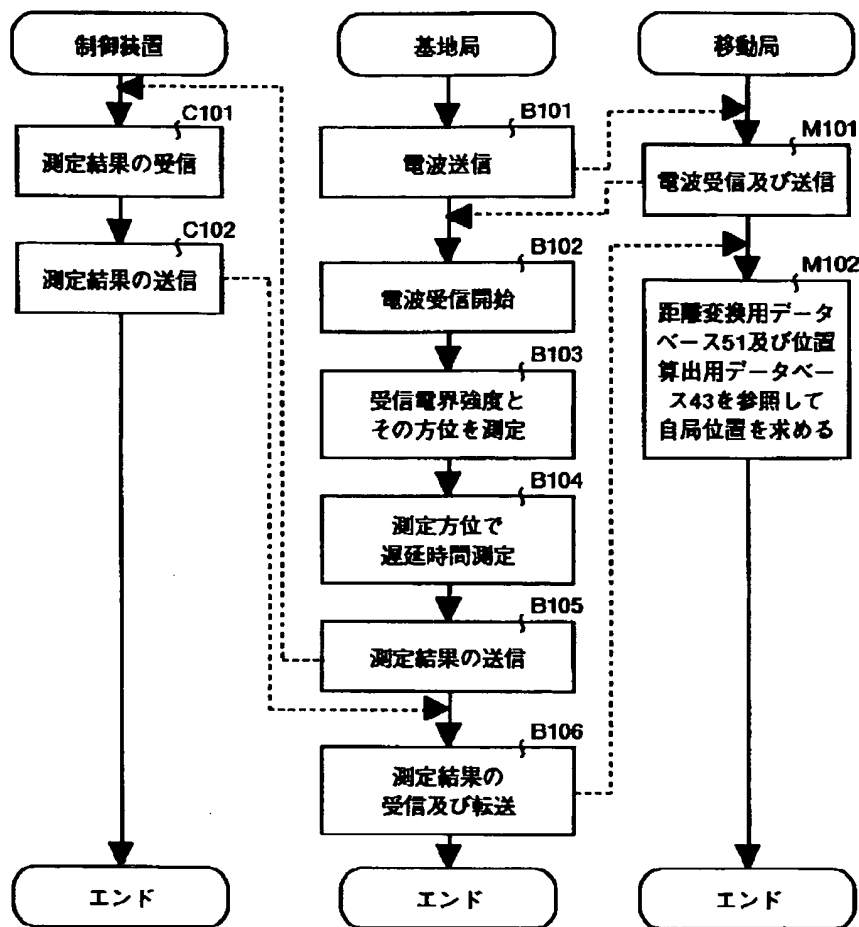 制御装置
基地局
移動局
C101
測定結果の受信
C102
測定結果の送信
B101
電波送信
M101
電波受信及び送信
B102
電波受信開始
M102
距離変換用データ
ベース51及び位置
算出用データベー
ス43を参照して
自局位置を求める
B103
受信電界強度と
その方位を測定
B104
測定方位で
遅延時間測定
B105
測定結果の送信
B106
測定結果の
受信及び転送
エンド
エンド
エンド